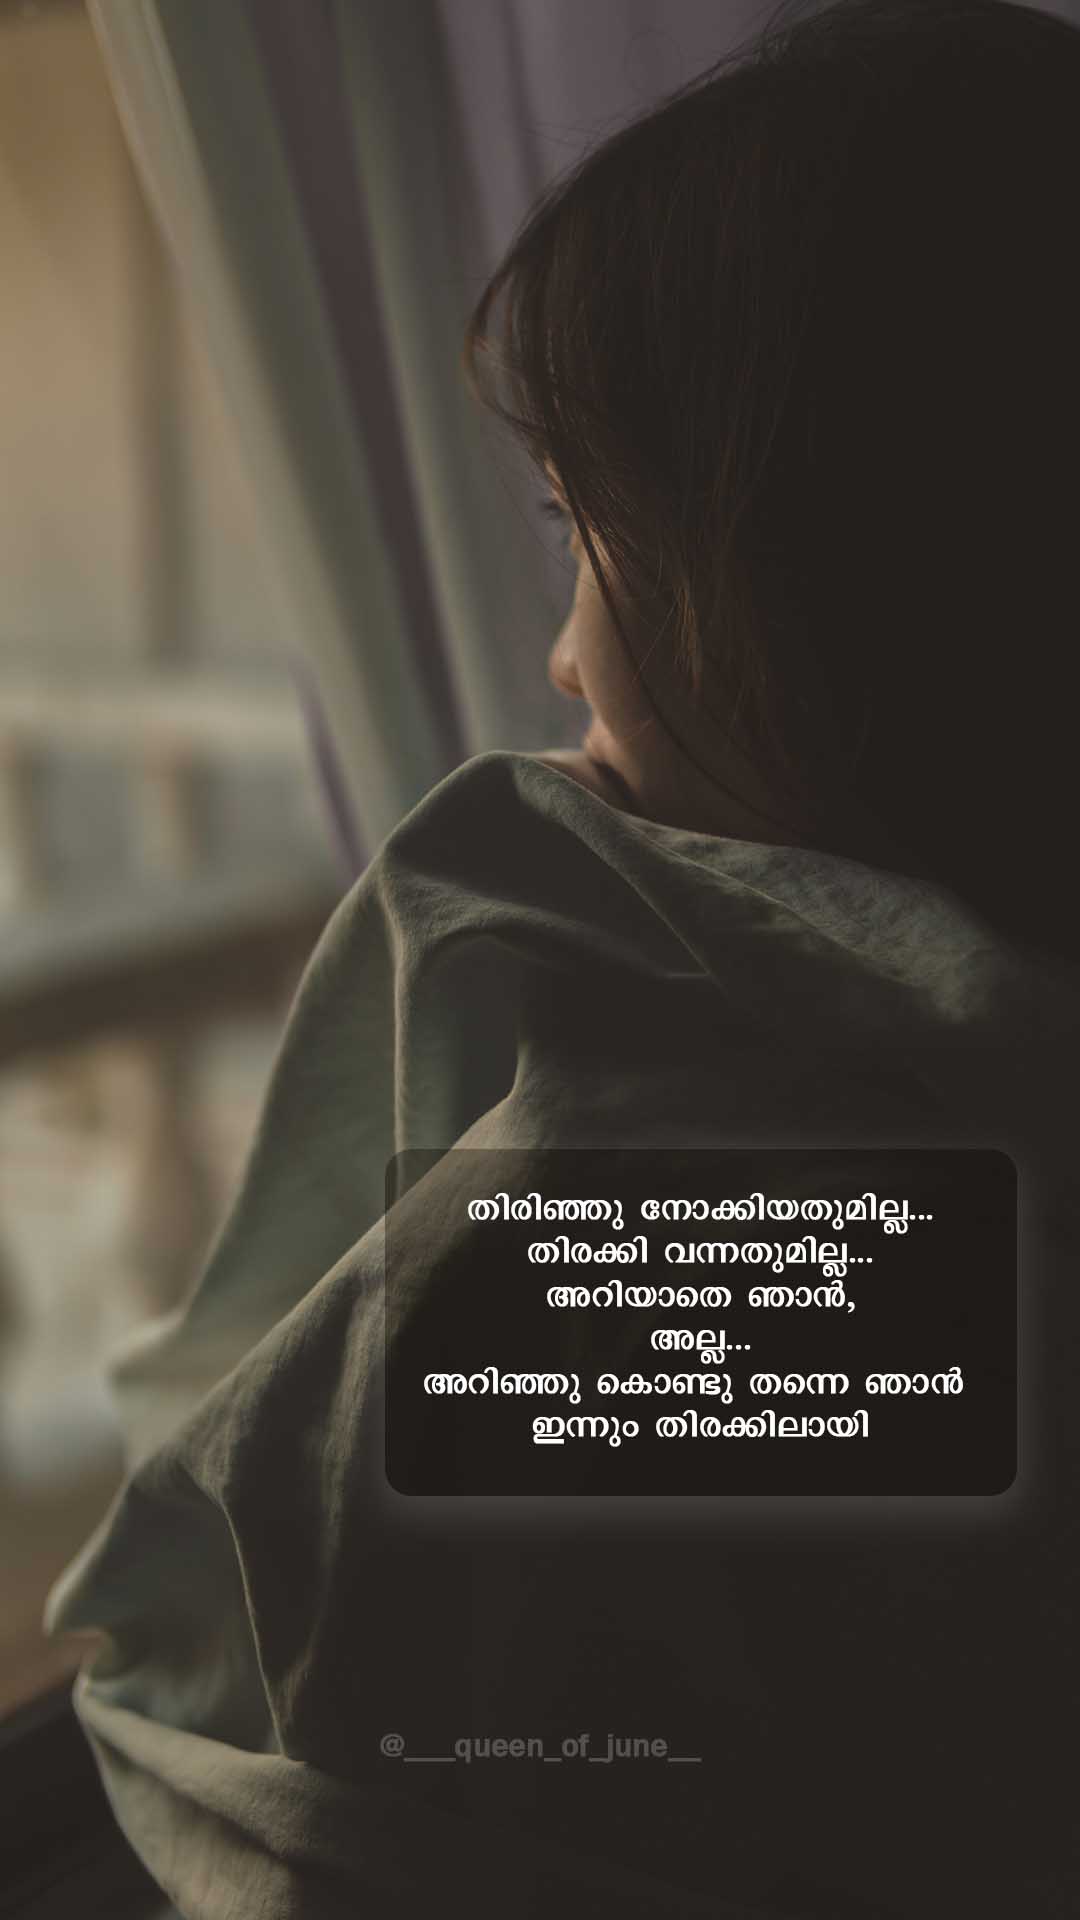 തിരിഞ്ഞു നോക്കിയതുമില്ല...
തിരക്കി വന്നതുമില്ല...
അറിയാതെ ഞാൻ,
അല്ല...
അറിഞ്ഞു കൊണ്ടു തന്നെ ഞാൻ
ഇന്നും തിരക്കിലായി
@___queen_of_june__